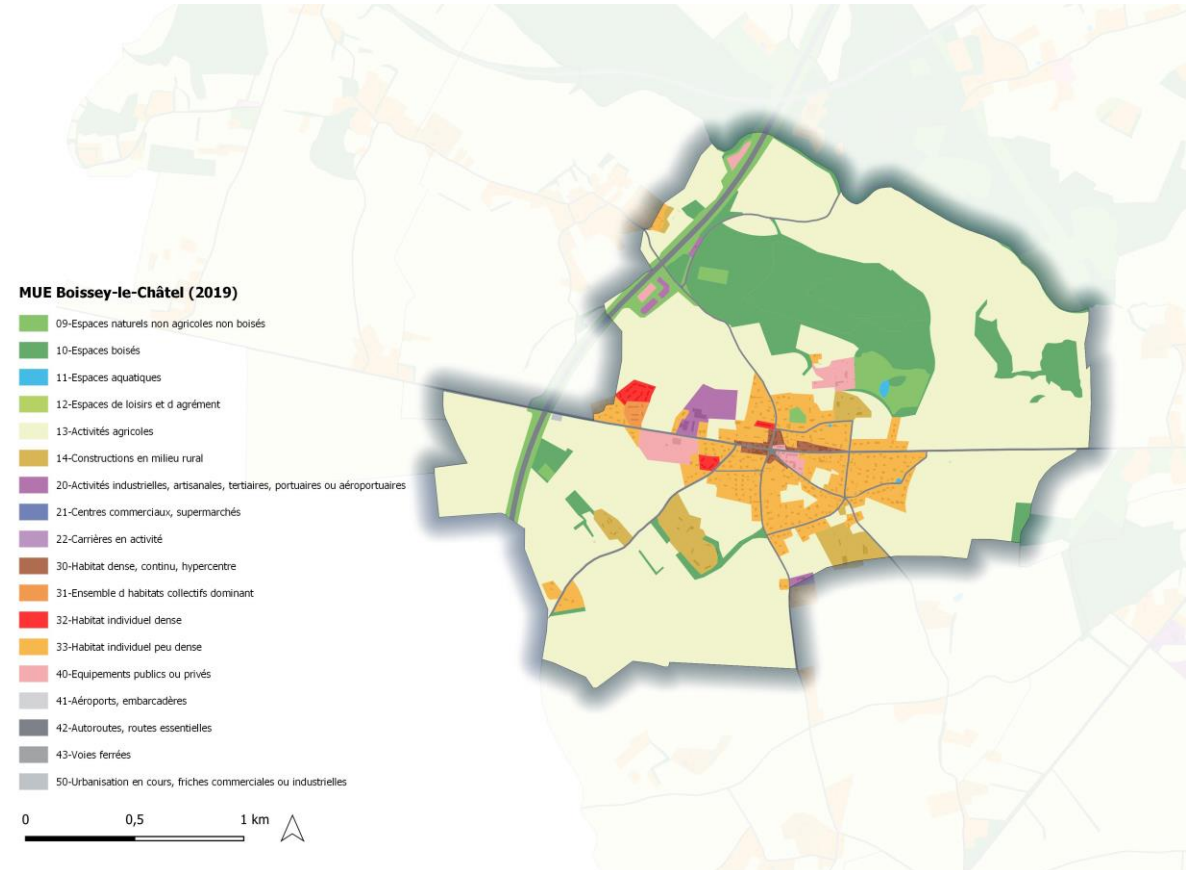 MUE Boissey-le-Châtel (2019)
09-Espaces naturels non agricoles non boisés
10-Espaces boisés
11-Espaces aquatiques
12-Espaces de loisirs et d agrément
13-Activités agricoles
14-Constructions en milieu rural
20-Activités industrielles, artisanales, tertiaires, portuaires ou aéroportuaires
21-Centres commerciaux, supermarchés
22-Carrières en activité
30-Habitat dense, continu, hypercentre
31-Ensemble d habitats collectifs dominant
32-Habitat individuel dense
33-Habitat individuel peu dense
40-Equipements publics ou privés
41-Aéroports, embarcadères
42-Autoroutes, routes essentielles
43-Voies ferrées
50-Urbanisation en cours, friches commerciales ou industrielles
0 0,5 1 km